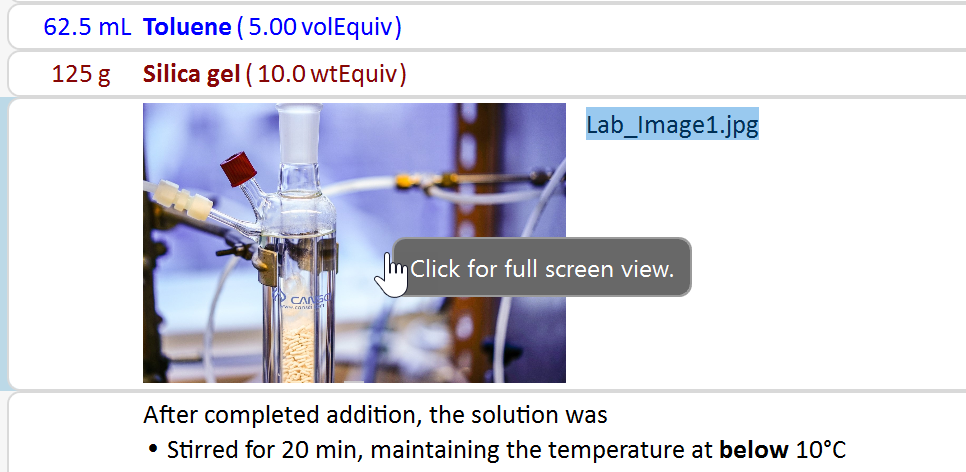 62.5 mL Toluene ( 5.00 volEquiv)
125 g Silica gel ( 10.0 wtEquiv)
Lab_Image1.jpg
Click for full screen view.
After completed addition, the solution was
• Stirred for 20 min, maintaining the temperature at below 10°C